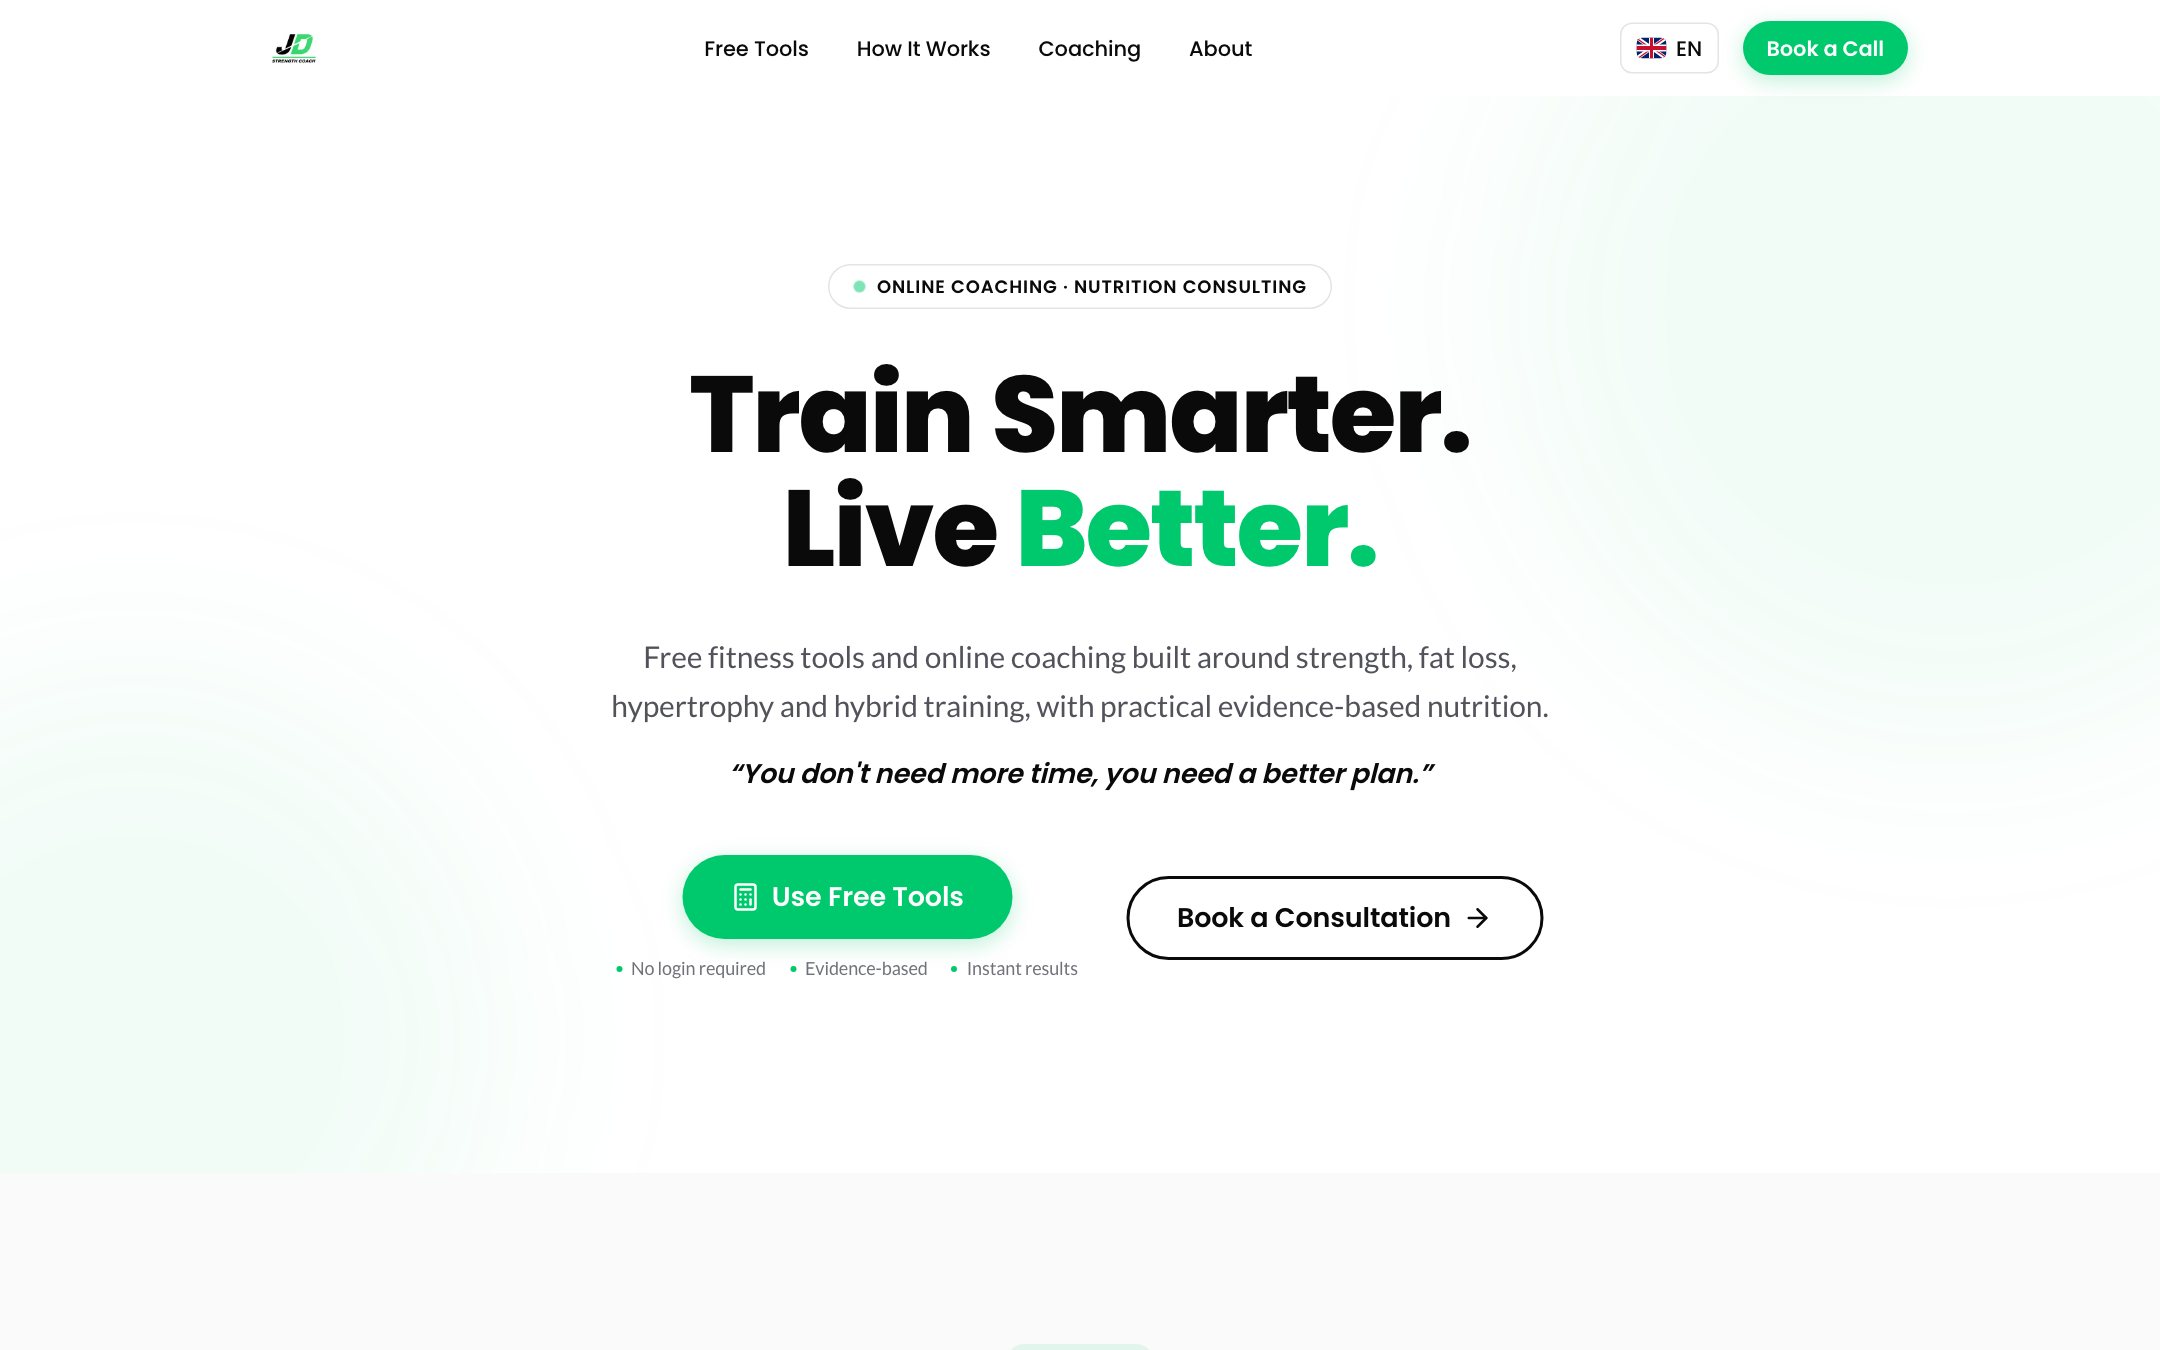 JD
STRENGTH COACH
Free Tools
How It Works
Coaching
About
EN
Book a Call
ONLINE COACHING · NUTRITION CONSULTING
Train Smarter.
Live Better.
Free fitness tools and online coaching built around strength, fat loss,
hypertrophy and hybrid training, with practical evidence-based nutrition.
“You don't need more time, you need a better plan.”
Use Free Tools
Book a Consultation
No login required
Evidence-based
Instant results